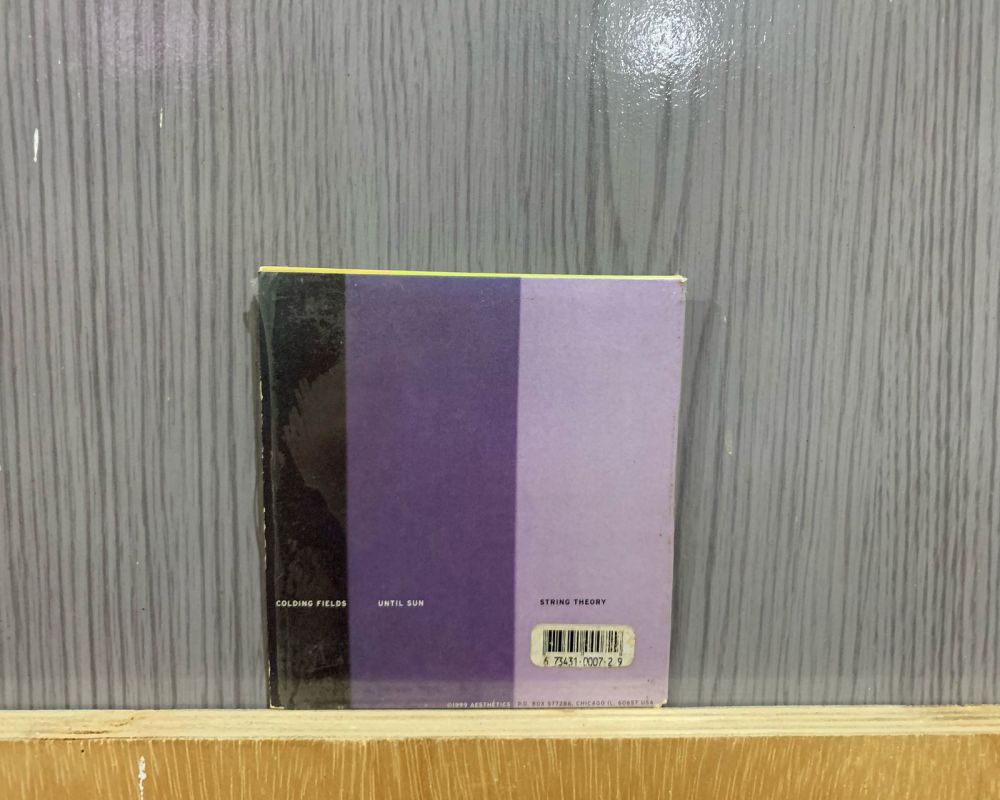 COLDING FIELDS
UNTIL SUN
STRING THEORY
6 73431-0007-2 9
©1999 AESTHETICS P.O. BOX 577286, CHICAGO IL, 60657 USA